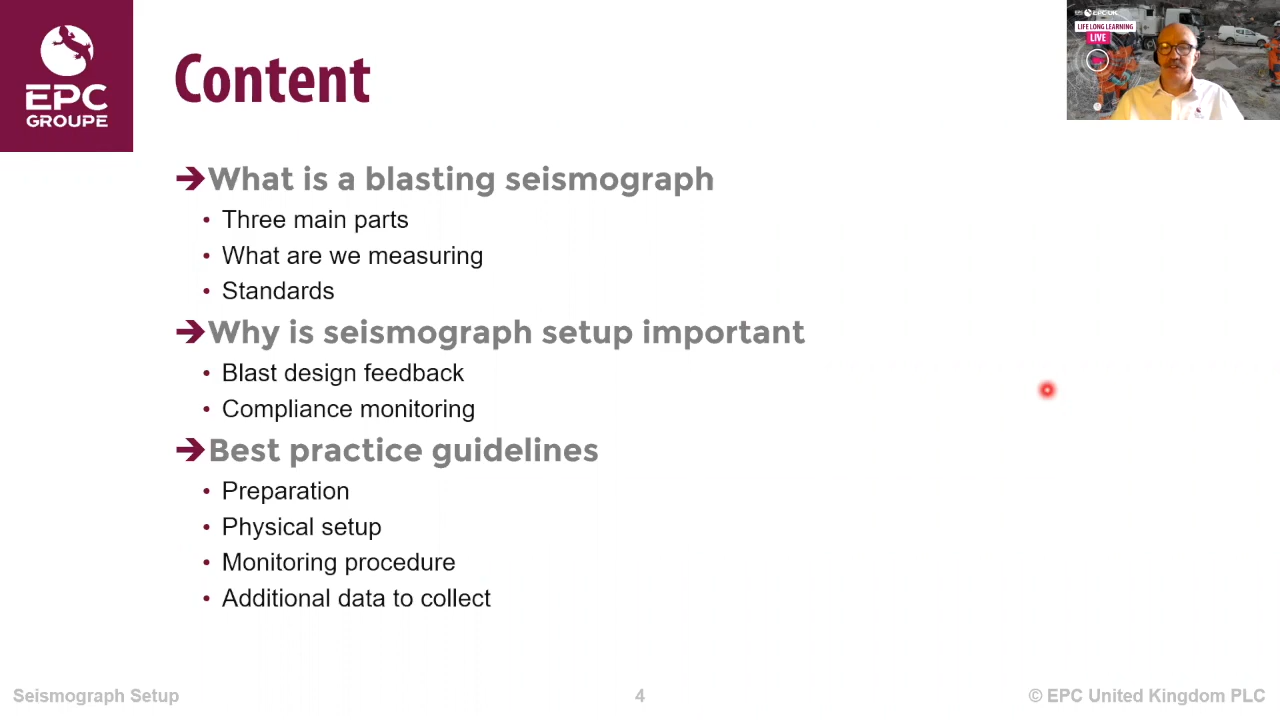 EPC
GROUPE
Content
EPC-UK
LIFE LONG LEARNING
LIVE
What is a blasting seismograph
• Three main parts
• What are we measuring
• Standards
Why is seismograph setup important
• Blast design feedback
• Compliance monitoring
Best practice guidelines
• Preparation
• Physical setup
• Monitoring procedure
• Additional data to collect
Seismograph Setup
4
© EPC United Kingdom PLC